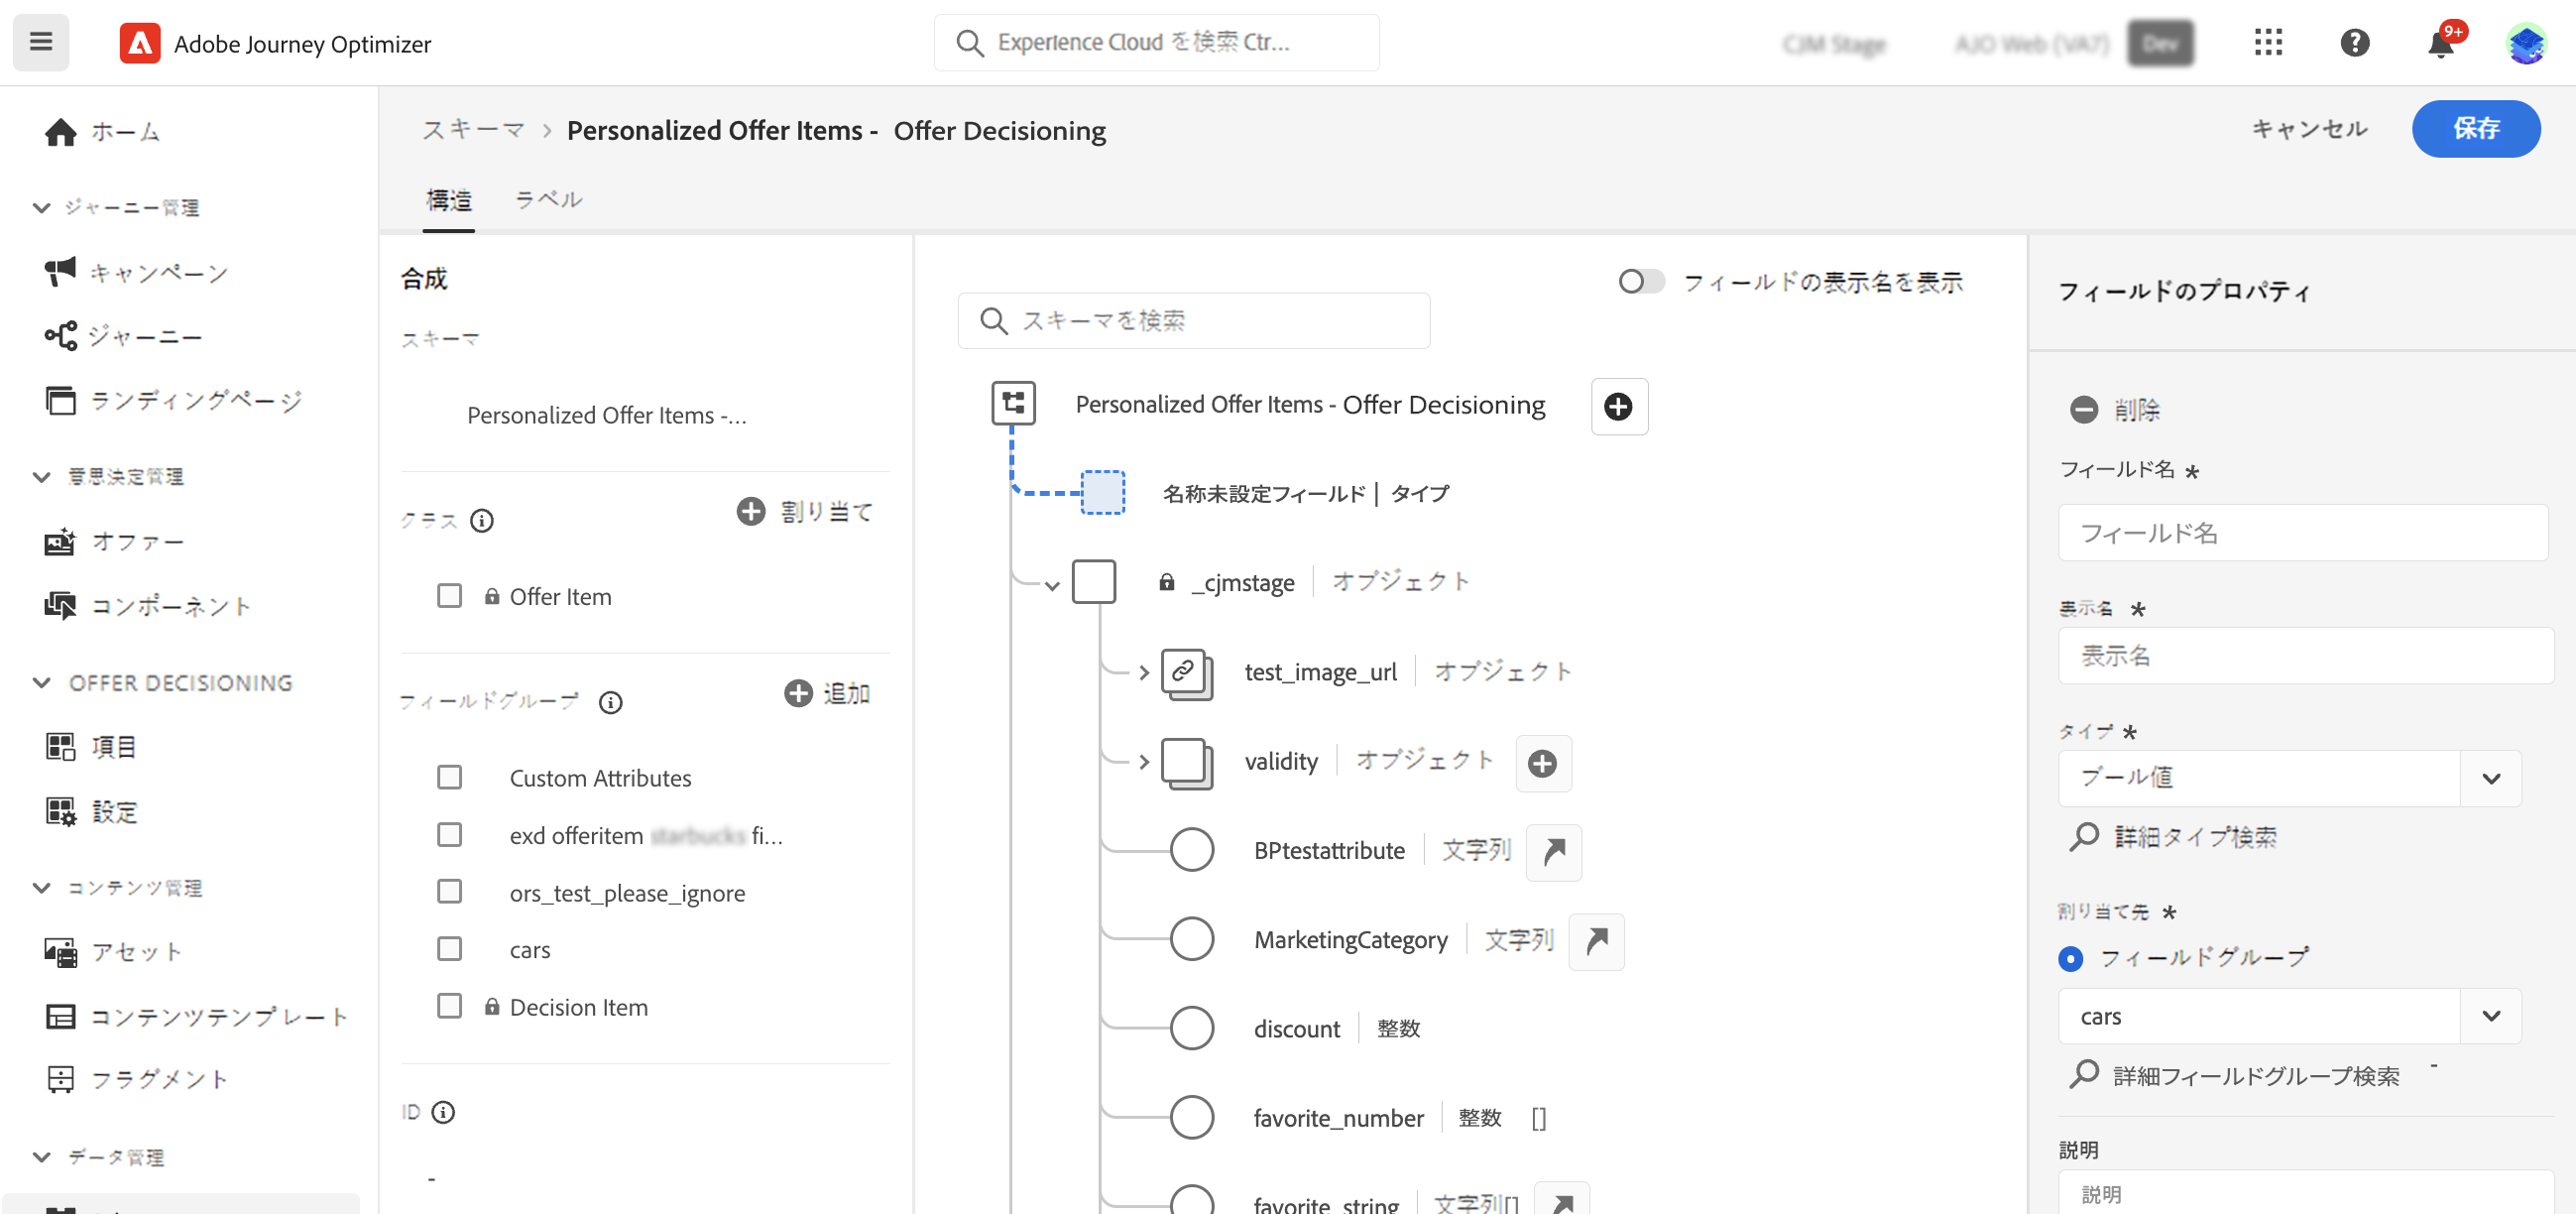 Adobe Journey Optimizer
Experience Cloud を検索 Ctr...
9+
ホーム
ジャーニー管理
キャンペーン
ジャーニー
ランディングページ
意思決定管理
オファー
コンポーネント
OFFER DECISIONING
項目
設定
コンテンツ管理
アセット
コンテンツテンプレート
フラグメント
データ管理
スキーマ > Personalized Offer Items - Offer Decisioning
キャンセル
保存
構造
ラベル
合成
スキーマ
Personalized Offer Items -...
クラス
割り当て
Offer Item
フィールドグループ
追加
Custom Attributes
exd offeritem starbucks fi...
ors_test_please_ignore
cars
Decision Item
ID
-
フィールドの表示名を表示
スキーマを検索
Personalized Offer Items - Offer Decisioning
名称未設定フィールド | タイプ
_cjmstage | オブジェクト
test_image_url | オブジェクト
validity | オブジェクト
BPtestattribute | 文字列
MarketingCategory | 文字列
discount | 整数
favorite_number | 整数 []
favorite_string | 文字列[]
フィールドのプロパティ
削除
フィールド名 *
フィールド名
表示名 *
表示名
タイプ *
ブール値
詳細タイプ検索
割り当て先 *
フィールドグループ
cars
詳細フィールドグループ検索 -
説明
説明